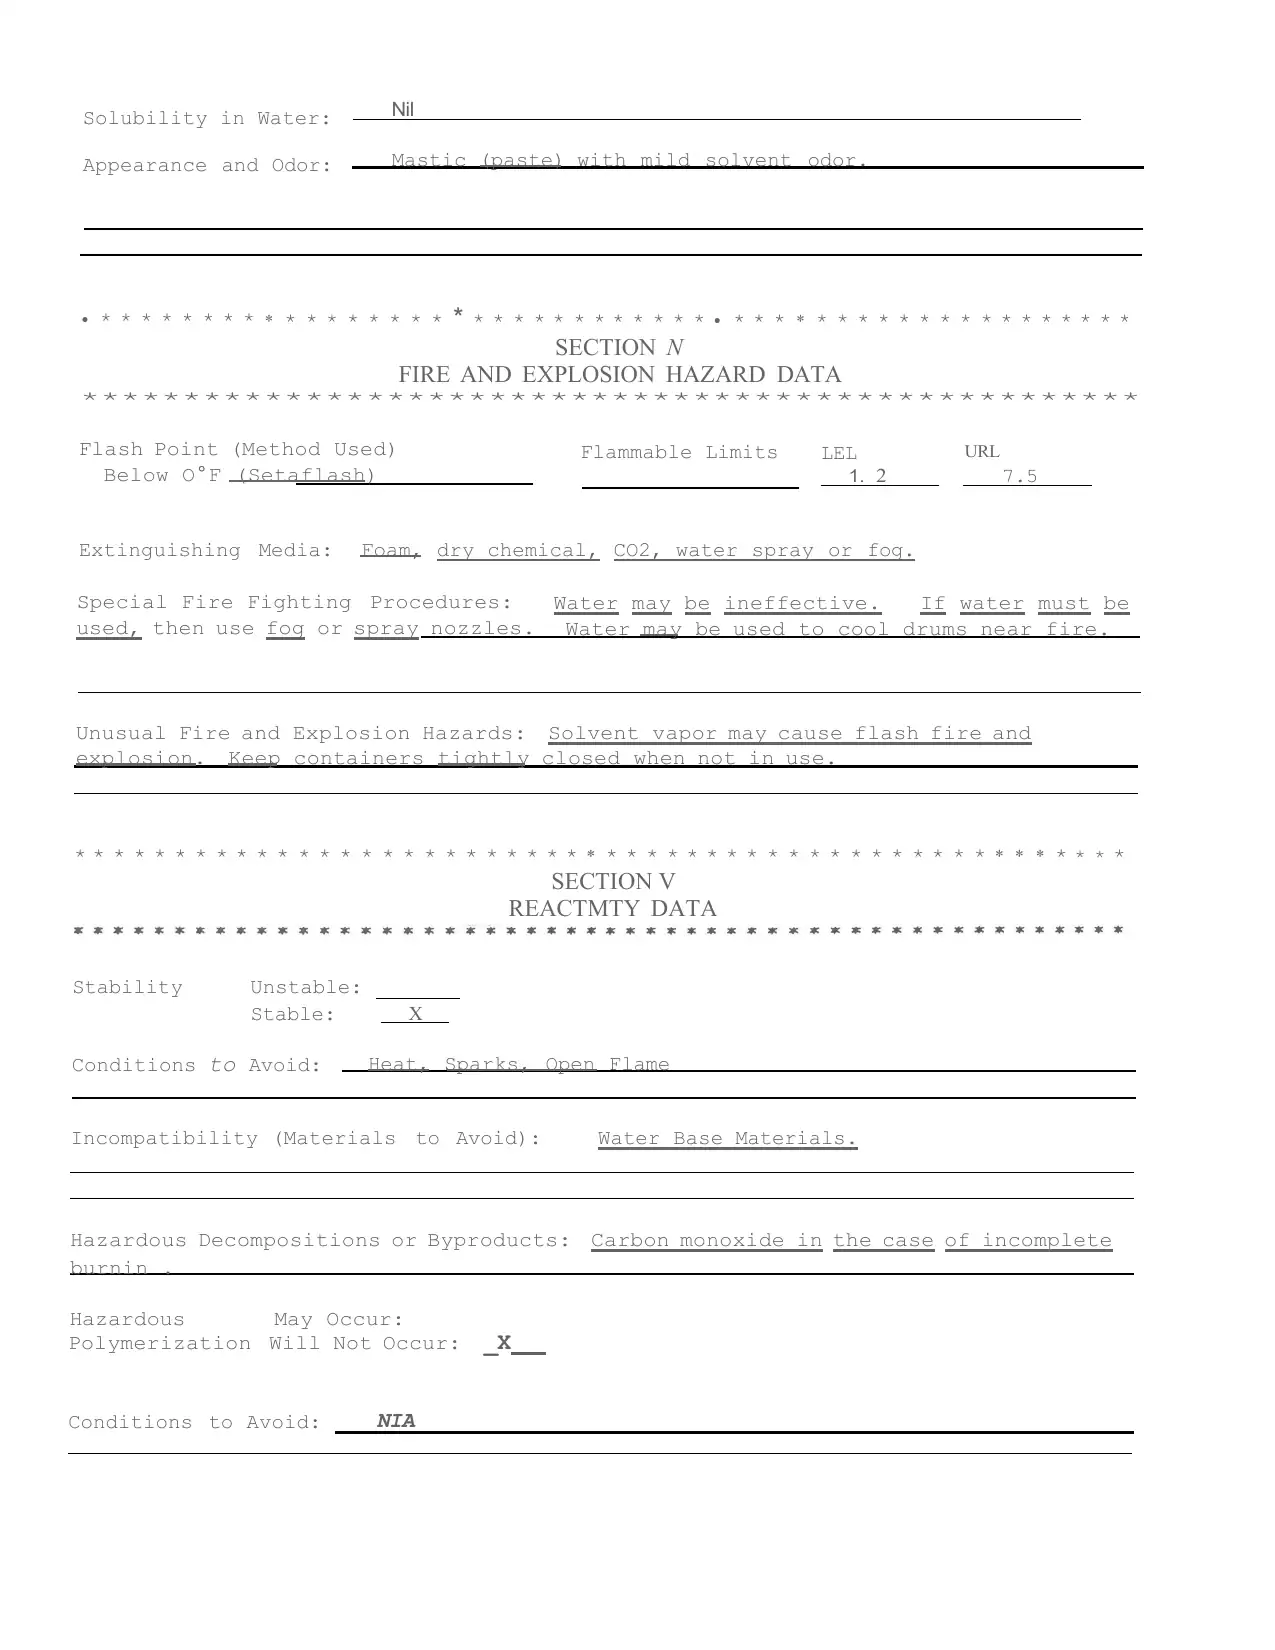 Solubility in Water: Nil
Appearance and Odor: Mastic (paste) with mild solvent odor.
• * * * * * * * * * * * * * * * * * * * * * * * * * * * * * • * * * * * * * * * * * * * * * * * * * *
SECTION N
FIRE AND EXPLOSION HAZARD DATA
* * * * * * * * * * * * * * * * * * * * * * * * * * * * * * * * * * * * * * * * * * * * * * * * * * * *
Flash Point (Method Used) Flammable Limits LEL URL
Below O°F (Setaflash) 1. 2 7.5
Extinguishing Media: Foam, dry chemical, CO2, water spray or fog.
Special Fire Fighting Procedures: Water may be ineffective. If water must be
used, then use fog or spray nozzles. Water may be used to cool drums near fire.
Unusual Fire and Explosion Hazards: Solvent vapor may cause flash fire and
explosion. Keep containers tightly closed when not in use.
* * * * * * * * * * * * * * * * * * * * * * * * * * * * * * * * * * * * * * * * * * * * * * * * * * * *
SECTION V
REACTMTY DATA
* * * * * * * * * * * * * * * * * * * * * * * * * * * * * * * * * * * * * * * * * * * * * * * * * * * *
Stability Unstable:
Stable: X
Conditions to Avoid: Heat, Sparks, Open Flame
Incompatibility (Materials to Avoid): Water Base Materials.
Hazardous Decompositions or Byproducts: Carbon monoxide in the case of incomplete
burnin .
Hazardous May Occur:
Polymerization Will Not Occur: _X
Conditions to Avoid: NIA